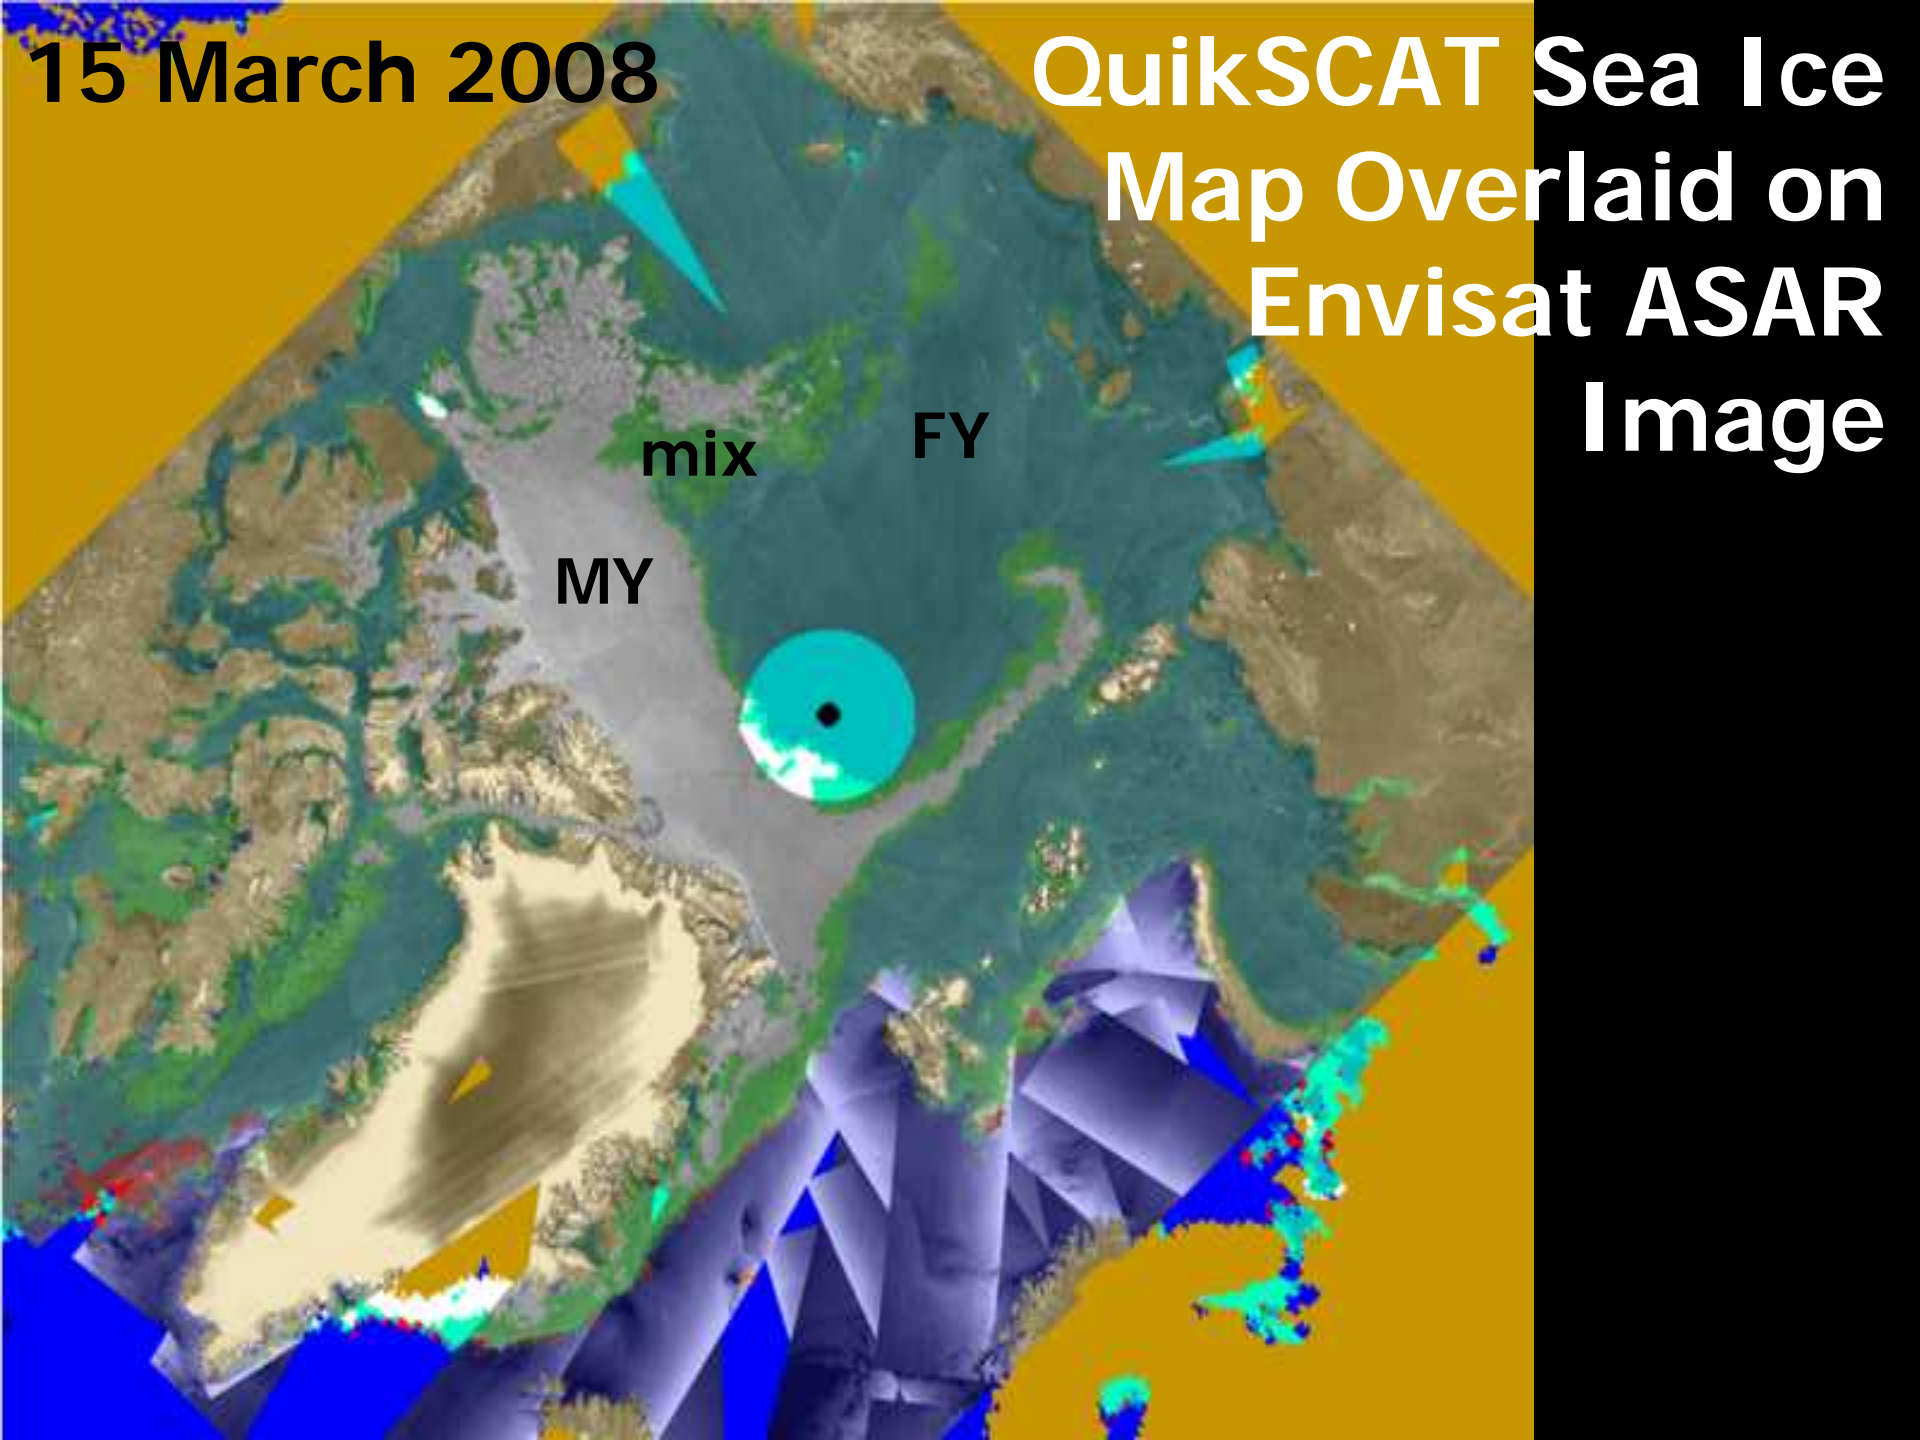 15 March 2008
QuikSCAT Sea Ice
Map Overlaid on
Envisat ASAR
Image
FY
mix
MY